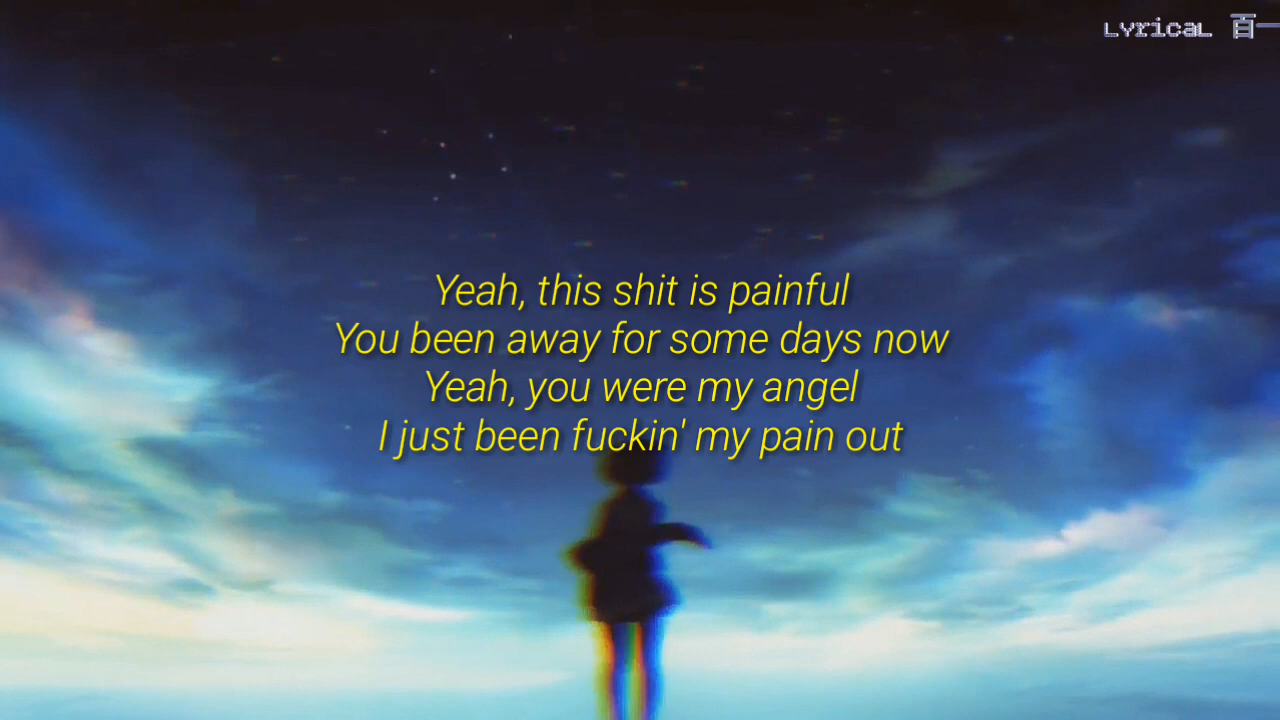 Lyrical 百一
Yeah, this shit is painful
You been away for some days now
Yeah, you were my angel
I just been fuckin' my pain out